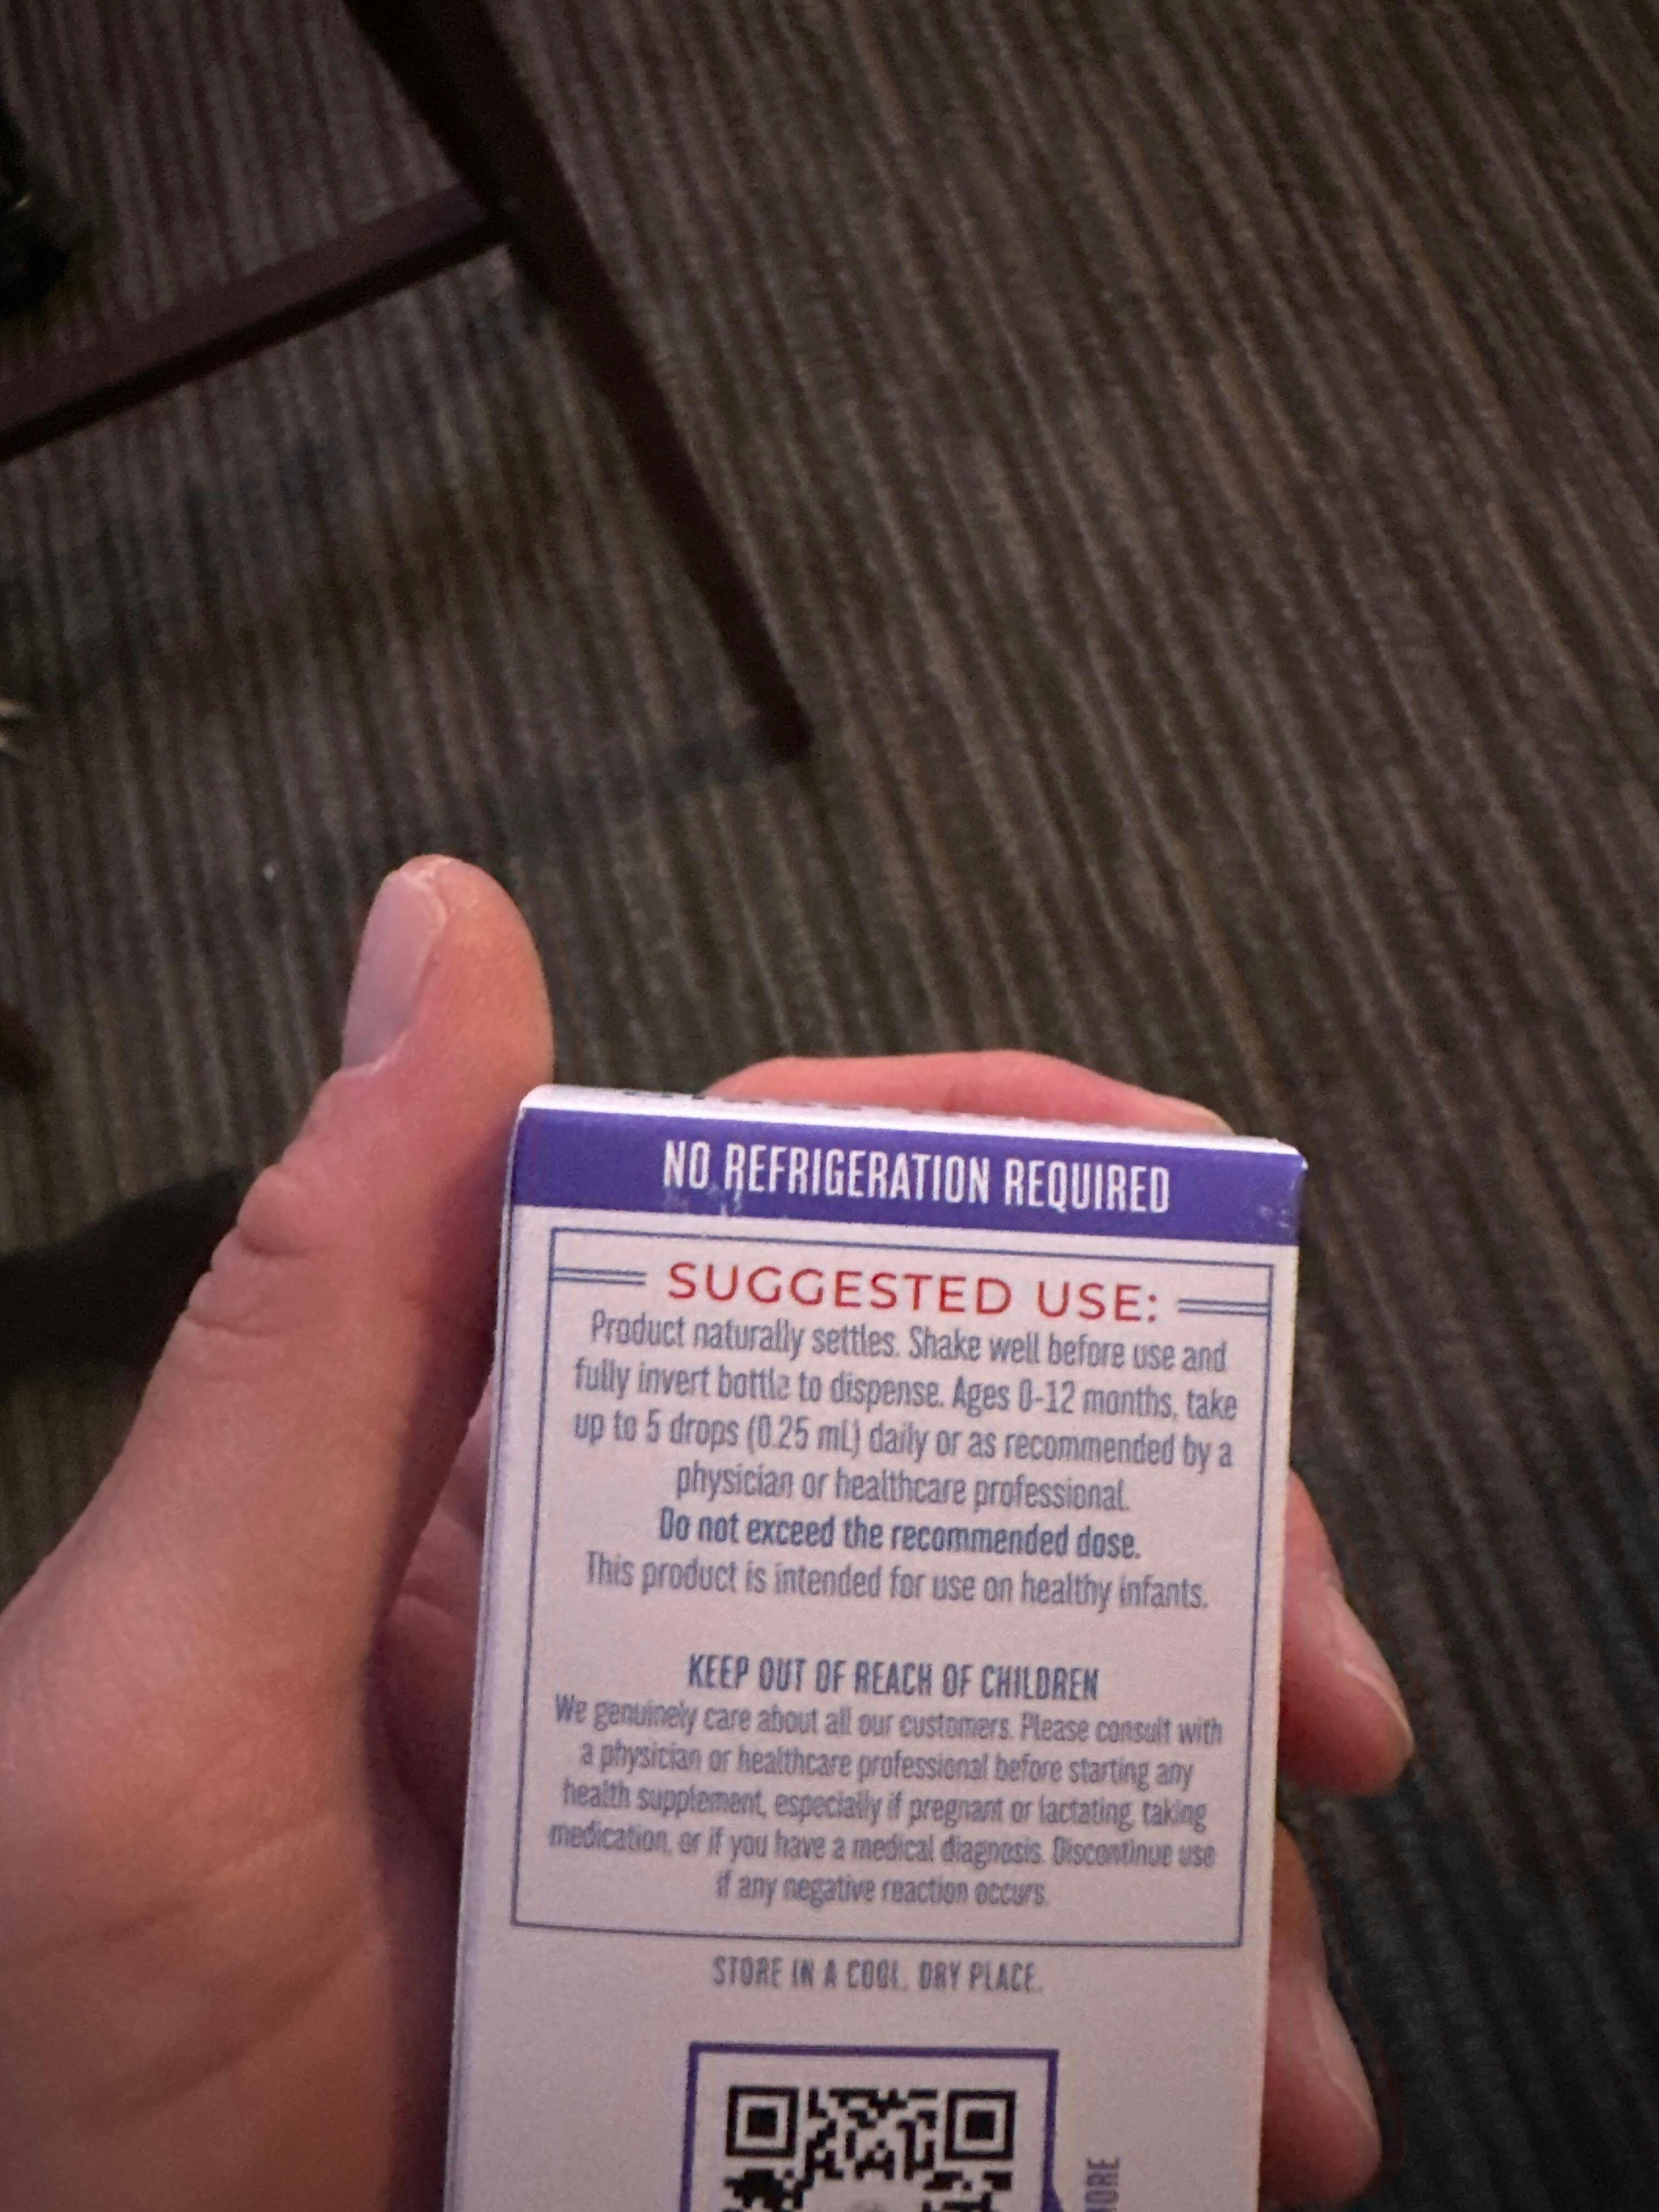 NO REFRIGERATION REQUIRED
SUGGESTED USE:
Product naturally settles. Shake well before use and
fully invert bottle to dispense. Ages 0-12 months, take
up to 5 drops (0.25 mL) daily or as recommended by a
physician or healthcare professional.
Do not exceed the recommended dose.
This product is intended for use on healthy infants.
KEEP OUT OF REACH OF CHILDREN
We genuinely care about all our customers. Please consult with
a physician or healthcare professional before starting any
health supplement, especially if pregnant or lactating, taking
medication, or if you have a medical diagnosis. Discontinue use
if any negative reaction occurs.
STORE IN A COOL, DRY PLACE.